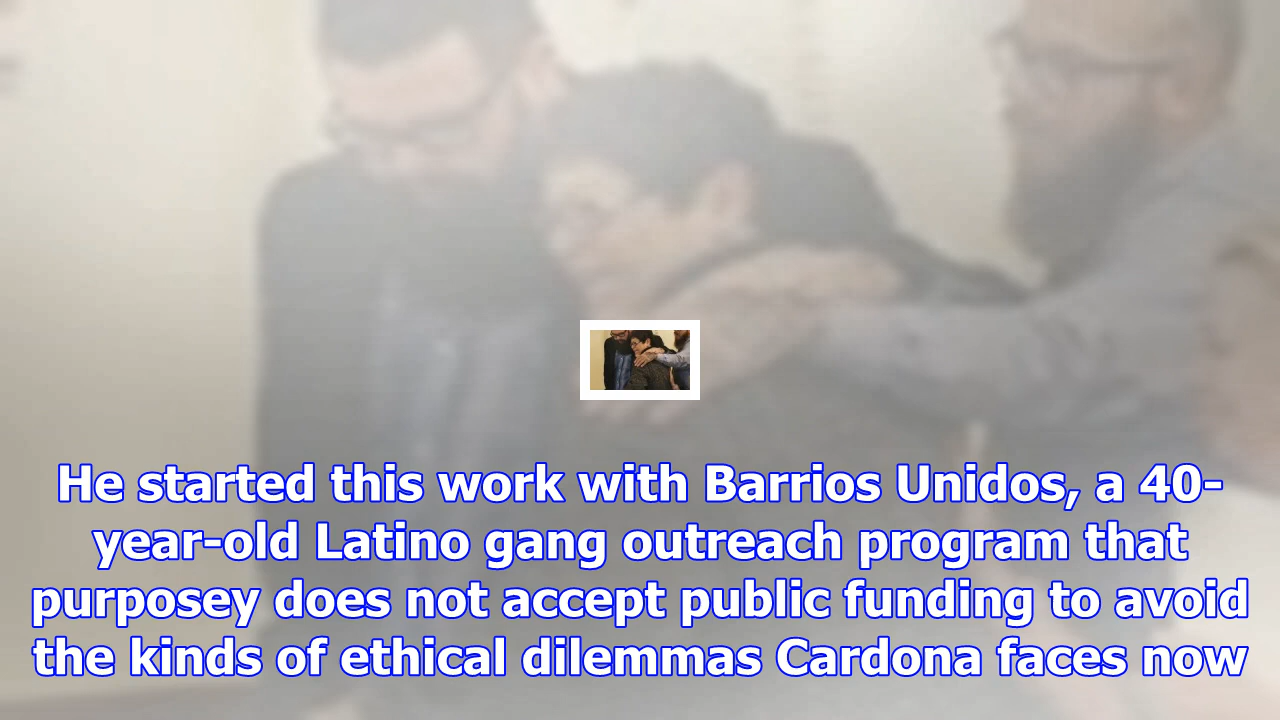 He started this work with Barrios Unidos, a 40-
year-old Latino gang outreach program that
purposey does not accept public funding to avoid
the kinds of ethical dilemmas Cardona faces now